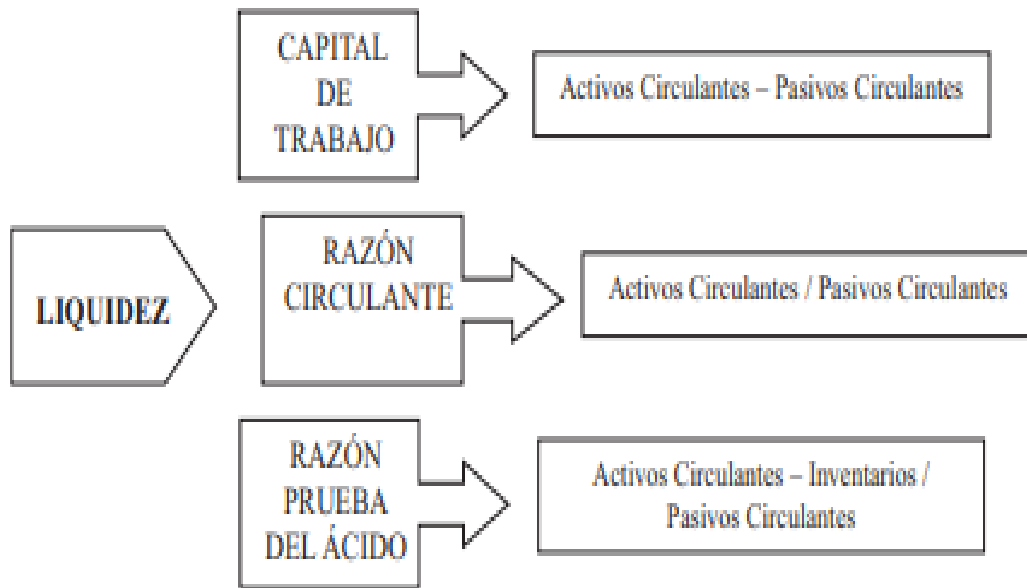 CAPITAL
DE
TRABAJO
Activos Circulantes – Pasivos Circulantes
LIQUIDEZ
RAZÓN
CIRCULANTE
Activos Circulantes / Pasivos Circulantes
RAZÓN
PRUEBA
DEL ÁCIDO
Activos Circulantes – Inventarios /
Pasivos Circulantes